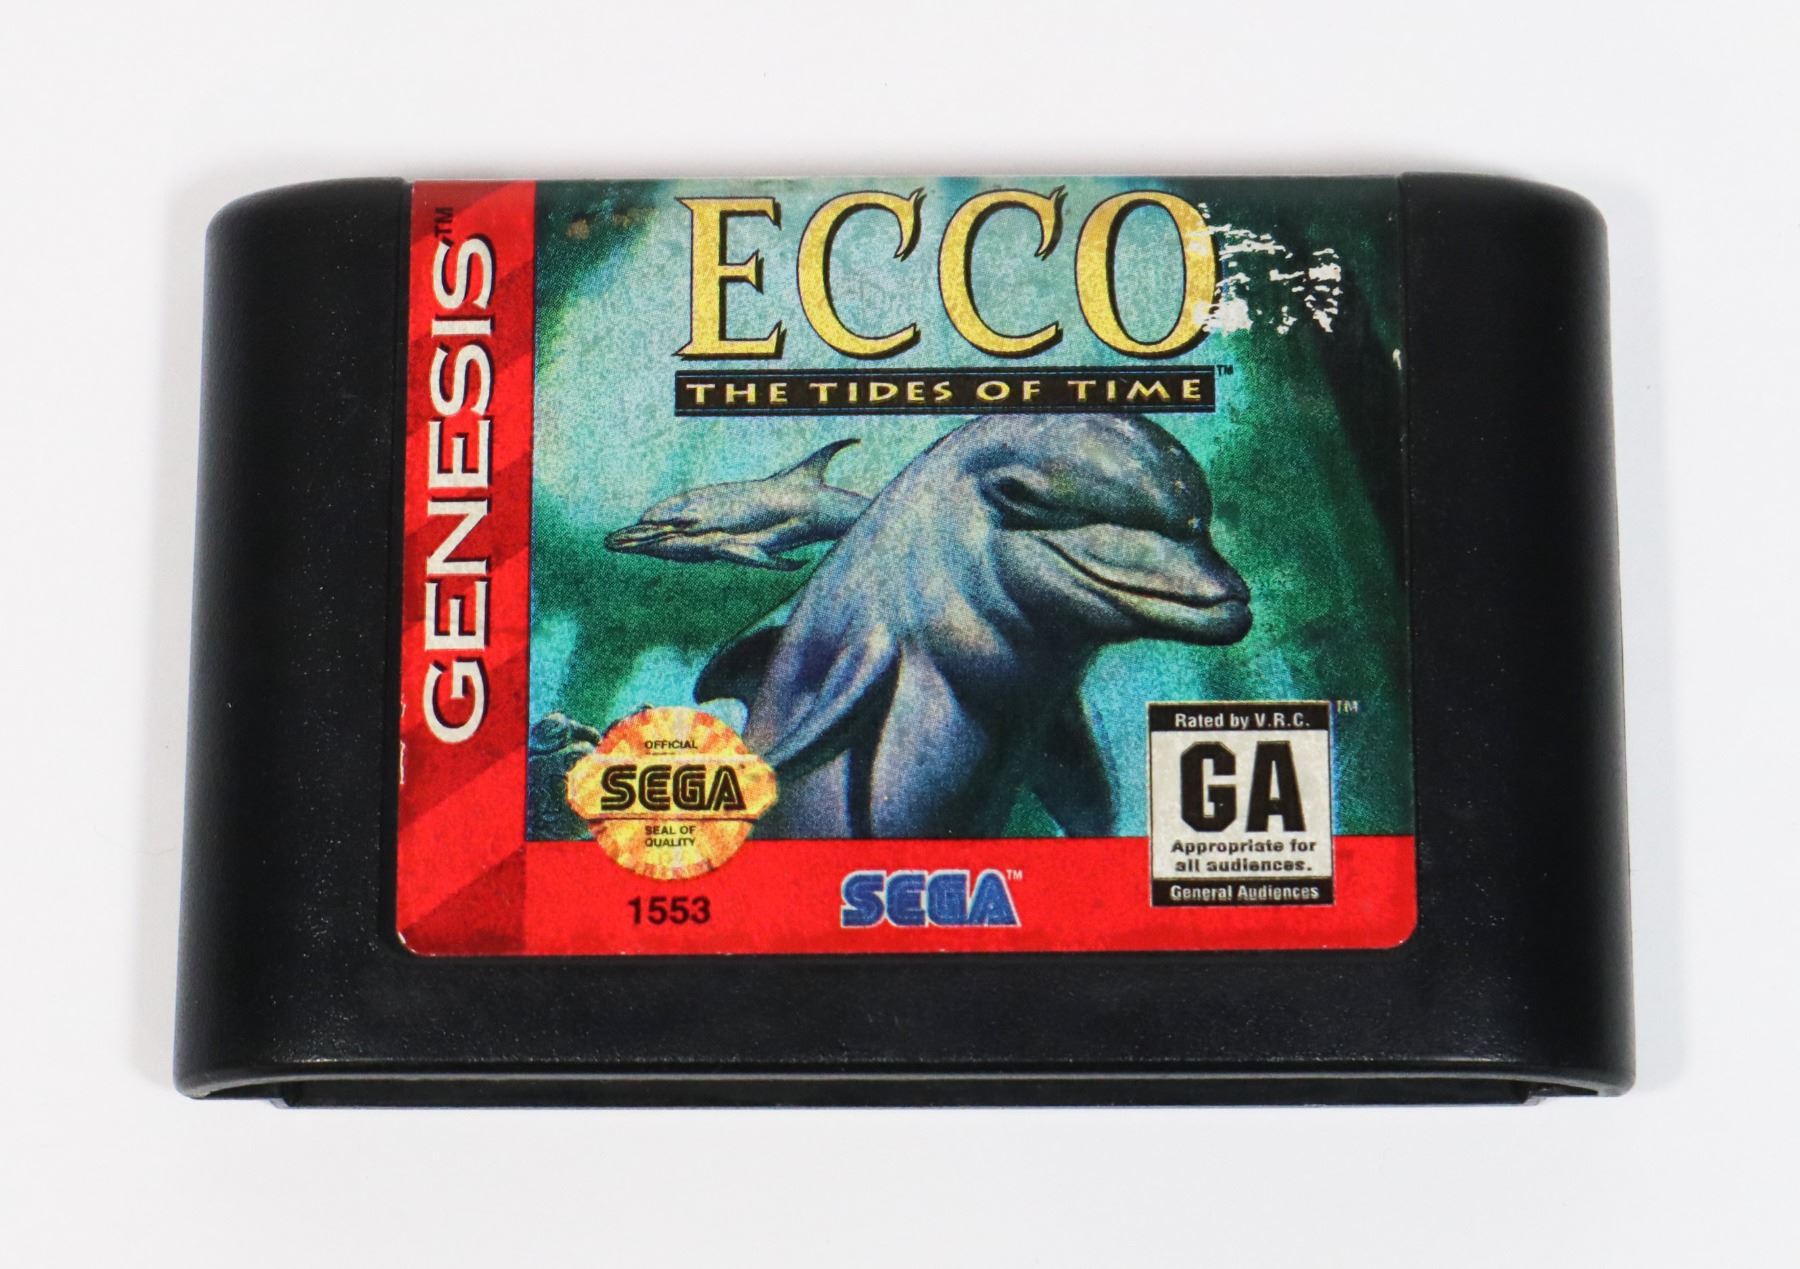 GENESIS™
ECCO
THE TIDES OF TIME™
OFFICIAL
SEGA
SEAL OF
QUALITY
1553
SEGA™
Rated by V.R.C.™
GA
Appropriate for
all audiences.
General Audiences